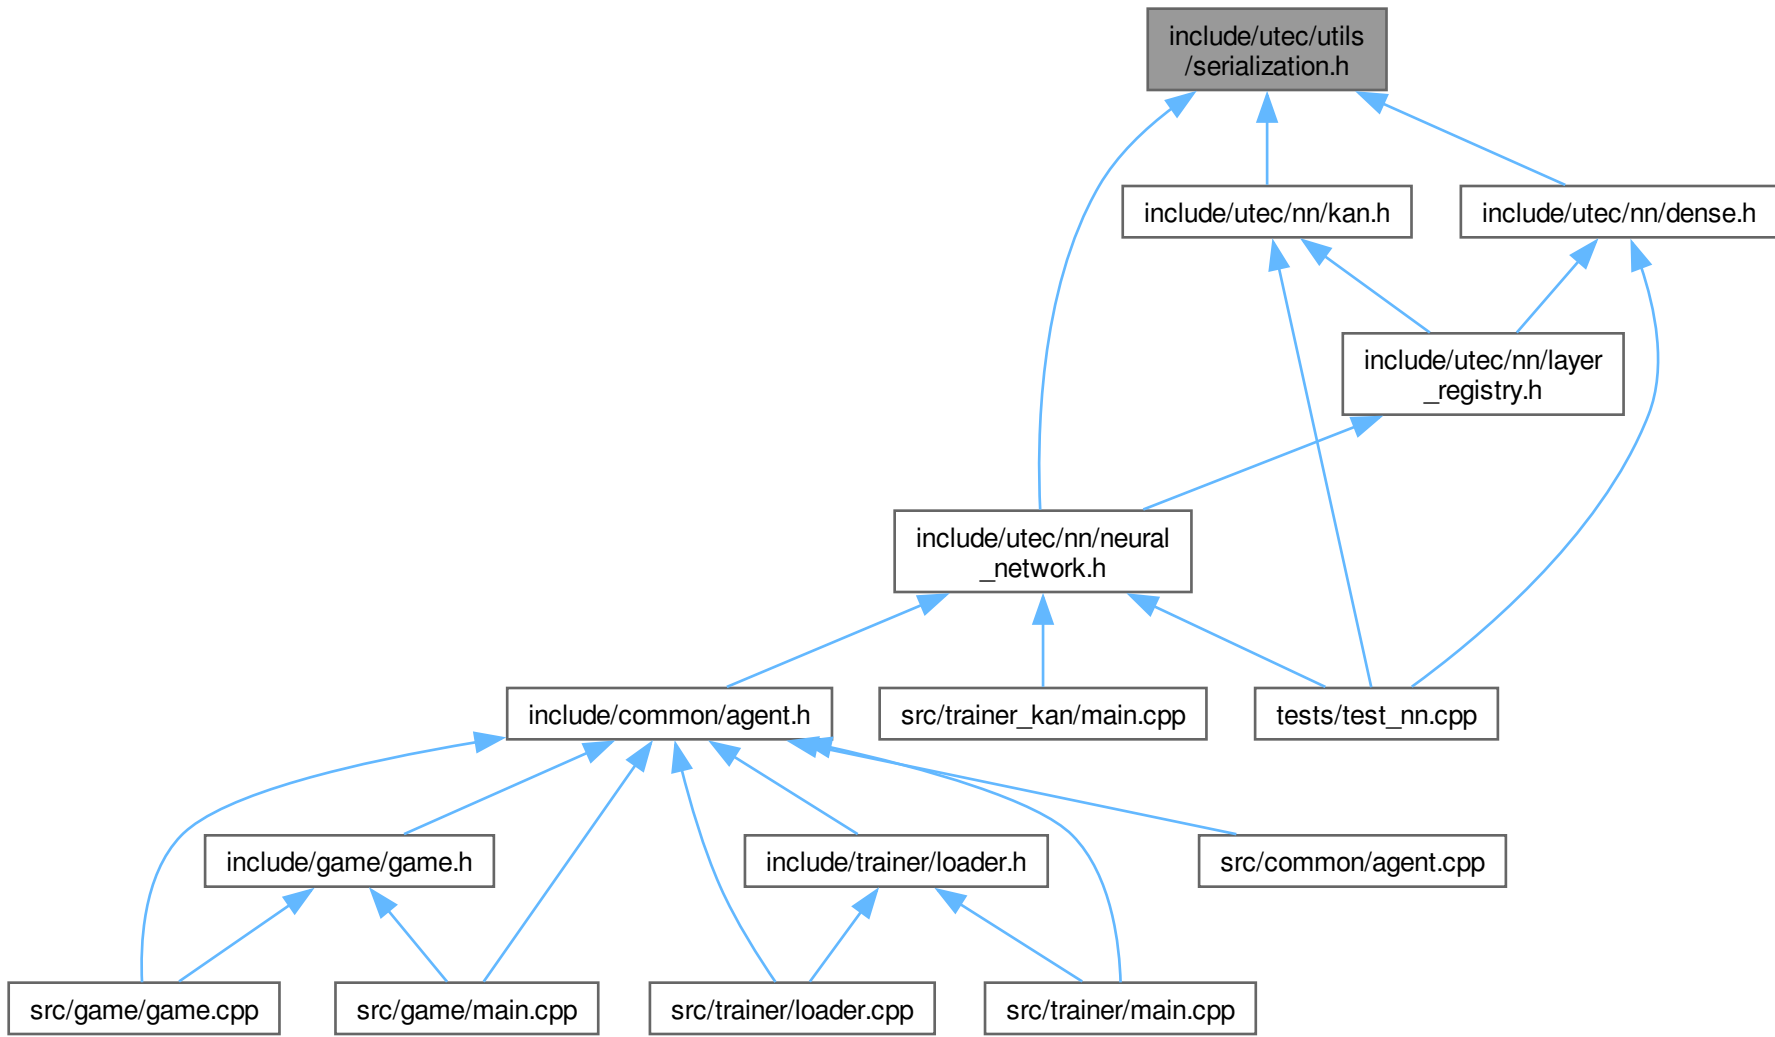 include/utec/utils
/serialization.h
include/utec/nn/kan.h
include/utec/nn/dense.h
include/utec/nn/layer
_registry.h
include/utec/nn/neural
_network.h
include/common/agent.h
src/trainer_kan/main.cpp
tests/test_nn.cpp
include/game/game.h
include/trainer/loader.h
src/common/agent.cpp
src/game/game.cpp
src/game/main.cpp
src/trainer/loader.cpp
src/trainer/main.cpp